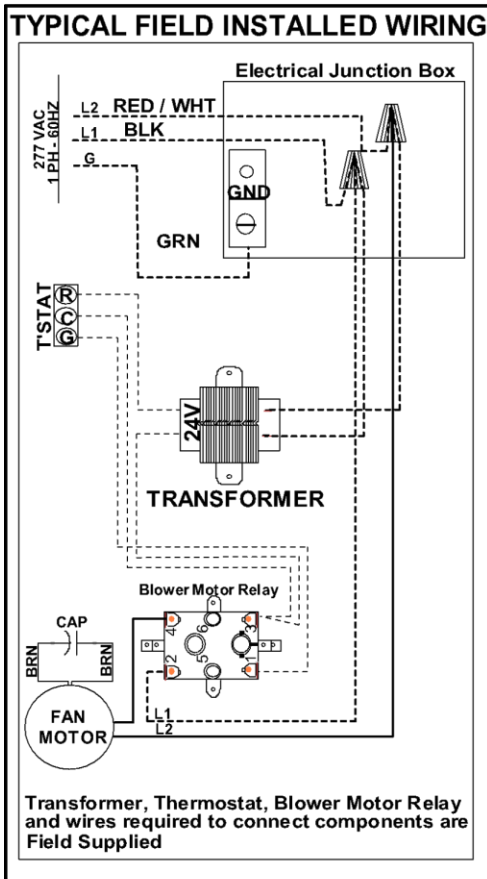 TYPICAL FIELD INSTALLED WIRING
Electrical Junction Box
277 VAC
1 PH - 60HZ
L2 RED / WHT
L1 BLK
G
GND
GRN
T'STAT
R
C
G
24V
TRANSFORMER
Blower Motor Relay
4 6 3
2 5 1
CAP
BRN BRN
FAN
MOTOR
L1
L2
Transformer, Thermostat, Blower Motor Relay
and wires required to connect components are
Field Supplied